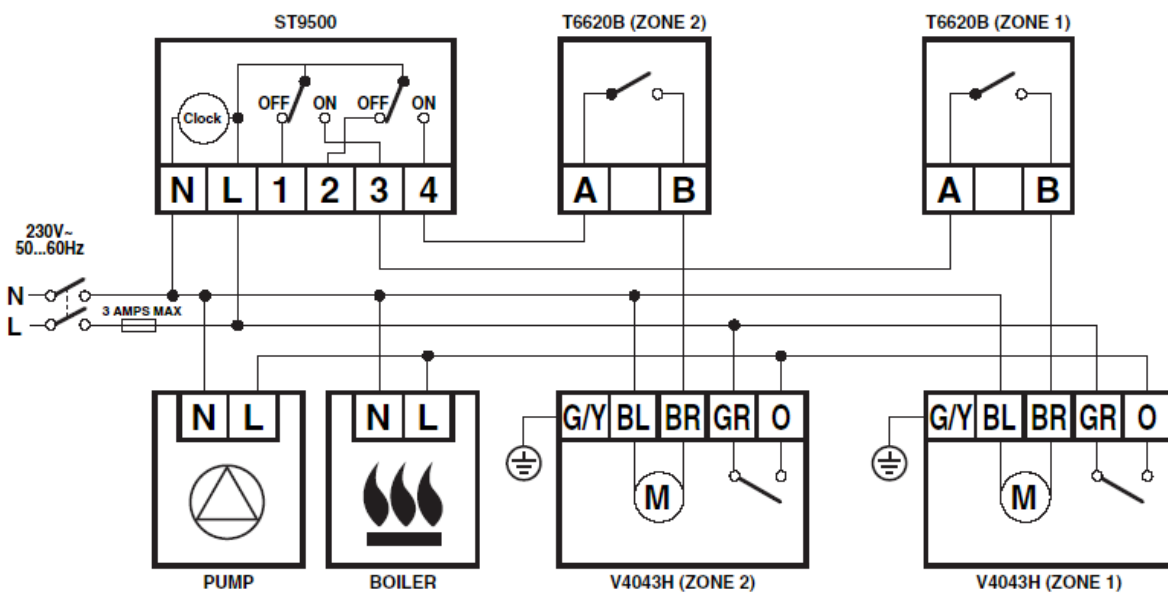 ST9500
T6620B (ZONE 2)
T6620B (ZONE 1)
Clock
OFF
ON
OFF
ON
N L 1 2 3 4
A B
A B
230V~
50...60Hz
N
L
3 AMPS MAX
N L
N L
G/Y BL BR GR O
G/Y BL BR GR O
M
M
PUMP
BOILER
V4043H (ZONE 2)
V4043H (ZONE 1)